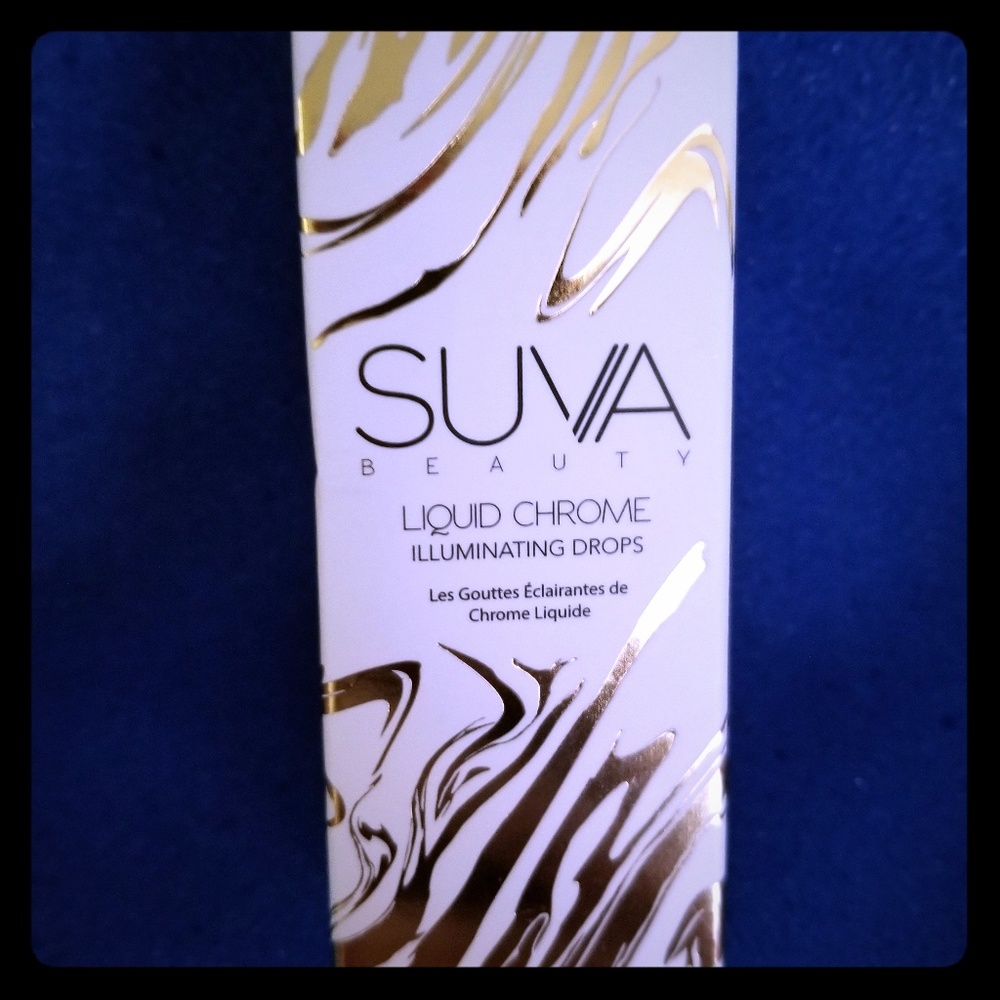 SUVA
BEAUTY
LIQUID CHROME
ILLUMINATING DROPS
Les Gouttes Éclairantes de
Chrome Liquide